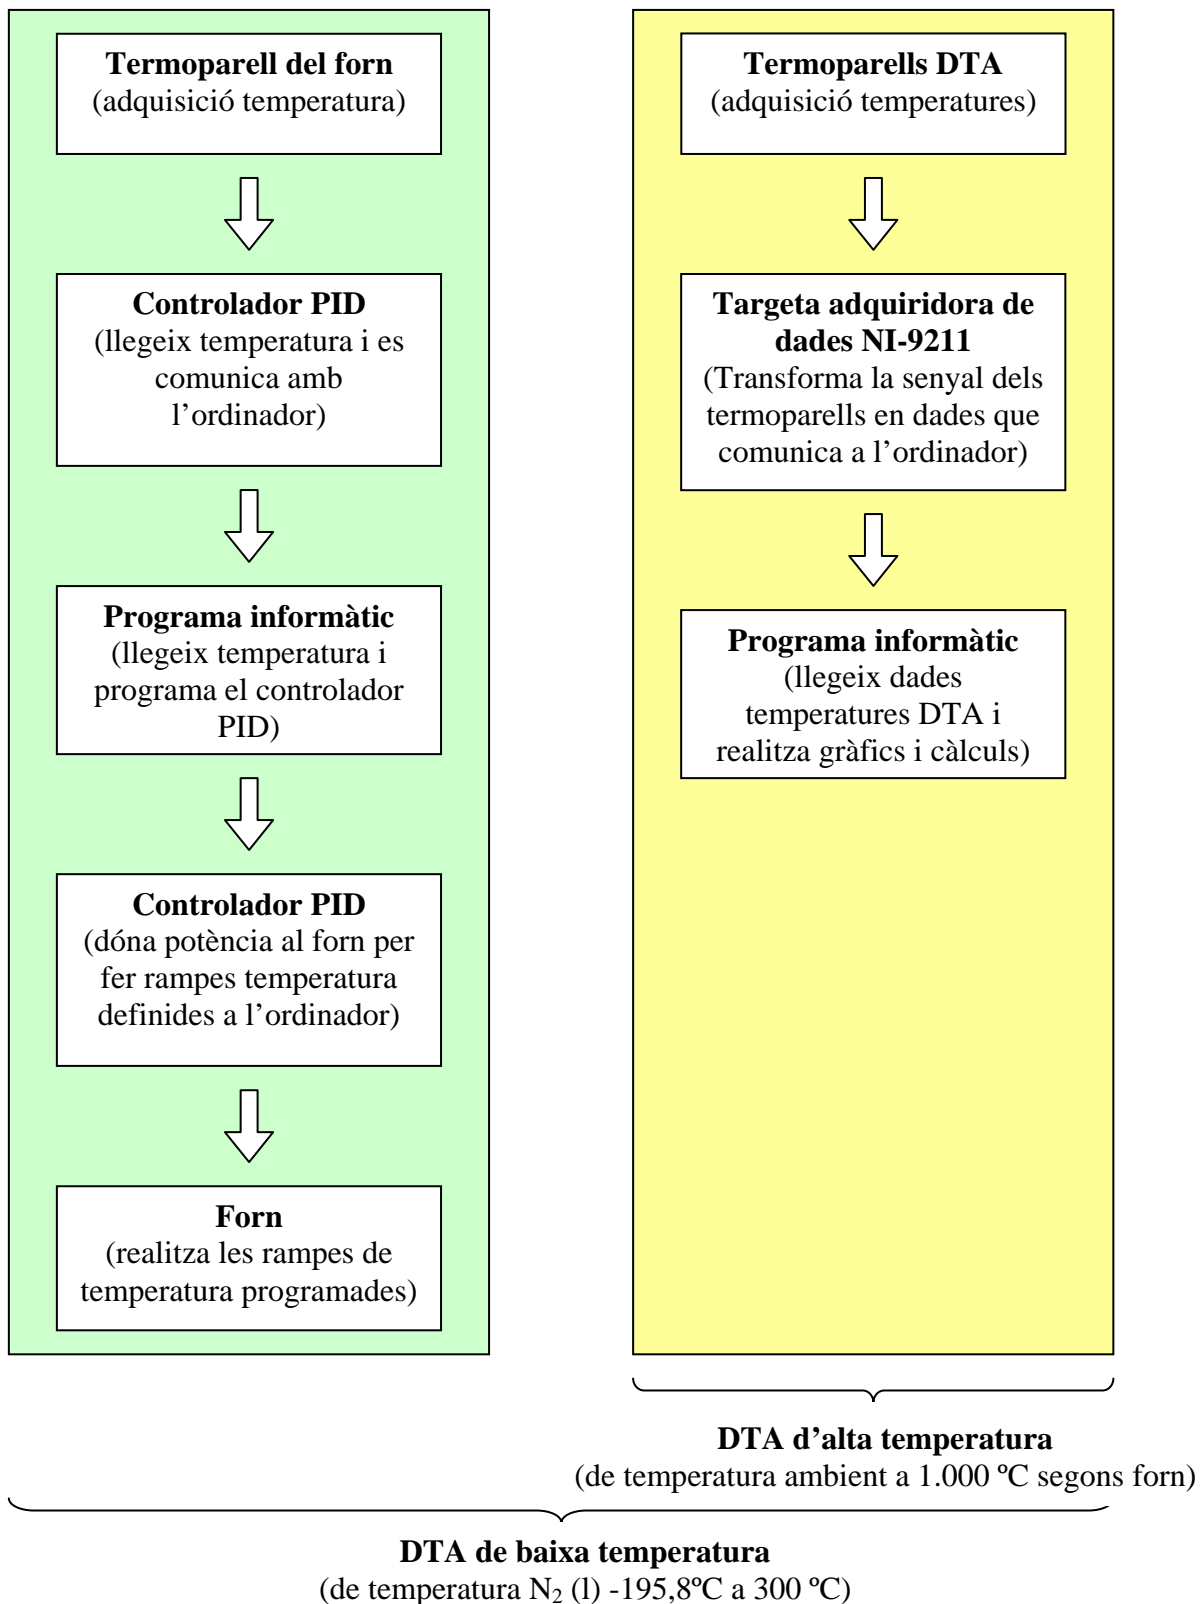 Termoparell del forn
(adquisició temperatura)
Controlador PID
(llegeix temperatura i es
comunica amb
l’ordinador)
Programa informàtic
(llegeix temperatura i
programa el controlador
PID)
Controlador PID
(dóna potència al forn per
fer rampes temperatura
definides a l’ordinador)
Forn
(realitza les rampes de
temperatura programades)
Termoparells DTA
(adquisició temperatures)
Targeta adquiridora de
dades NI-9211
(Transforma la senyal dels
termoparells en dades que
comunica a l’ordinador)
Programa informàtic
(llegeix dades
temperatures DTA i
realitza gràfics i càlculs)
DTA d’alta temperatura
(de temperatura ambient a 1.000 ºC segons forn)
DTA de baixa temperatura
(de temperatura N₂ (l) -195,8ºC a 300 ºC)